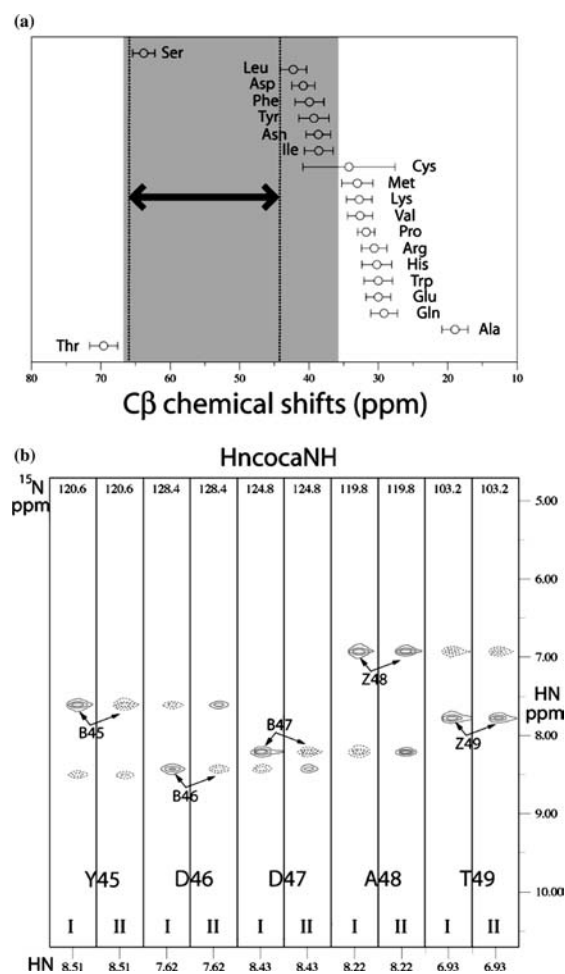 (a)
Ser
Leu
Asp
Phe
Tyr
Asn
Ile
Cys
Met
Lys
Val
Pro
Arg
His
Trp
Glu
Gln
Ala
Thr
80 70 60 50 40 30 20 10
Cβ chemical shifts (ppm)
(b)
HncocaNH
15N ppm 120.6 120.6 128.4 128.4 124.8 124.8 119.8 119.8 103.2 103.2
5.00
6.00
7.00
HN
ppm
8.00
9.00
10.00
Z48
B47
B45
Z49
B46
Y45 D46 D47 A48 T49
I II I II I II I II I II
HN 8.51 8.51 7.62 7.62 8.43 8.43 8.22 8.22 6.93 6.93